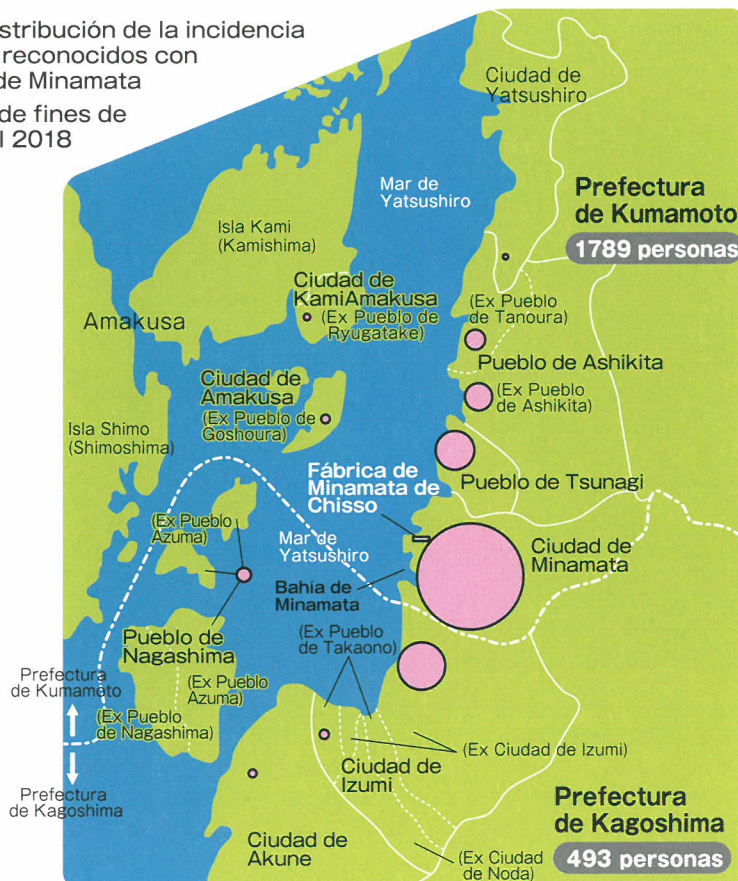 stribución de la incidencia
reconocidos con
de Minamata
de fines de
l 2018
Ciudad de
Yatsushiro
Mar de
Yatsushiro
Prefectura
de Kumamoto
1789 personas
Isla Kami
(Kamishima)
Ciudad de
KamiAmakusa
(Ex Pueblo de
Ryugatake)
(Ex Pueblo
de Tanoura)
Amakusa
Pueblo de Ashikita
Ciudad de
Amakusa
(Ex Pueblo de
Goshoura)
(Ex Pueblo
de Ashikita)
Isla Shimo
(Shimoshima)
Fábrica de
Minamata de
Chisso
Pueblo de Tsunagi
(Ex Pueblo
Azuma)
Mar de
Yatsushiro
Ciudad de
Minamata
Bahía de
Minamata
Pueblo de
Nagashima
(Ex Pueblo
de Takaono)
Prefectura
de Kumamoto
(Ex Pueblo
Azuma)
(Ex Pueblo
de Nagashima)
(Ex Ciudad de Izumi)
Ciudad de
Izumi
Prefectura
de Kagoshima
Prefectura
de Kagoshima
493 personas
Ciudad de
Akune
(Ex Ciudad
de Noda)